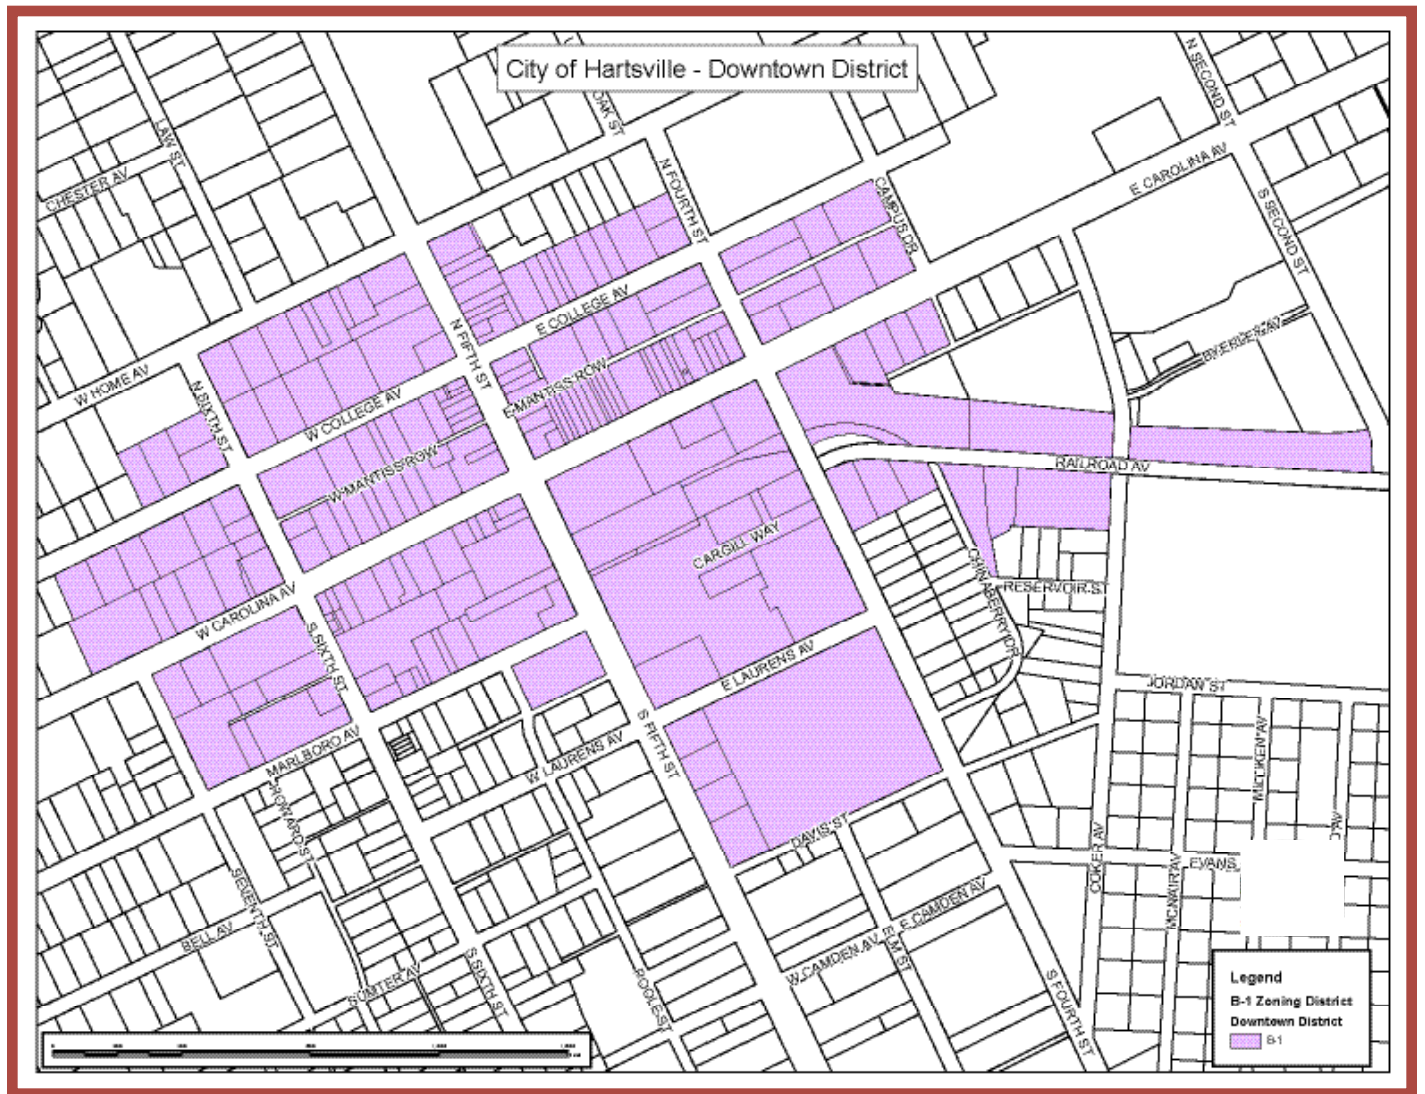 City of Hartsville - Downtown District
OAK ST
N SECOND ST
LAW ST
CHESTER AV
N FOURTH ST
E CAROLINA AV
CAMPUS DR
S SECOND ST
E COLLEGE AV
N FIFTH ST
W HOME AV
N SIXTH ST
W COLLEGE AV
E MANTISS ROW
W MANTISS ROW
RAILROAD AV
CARGILL WAY
CHINABERRY DR
RESERVOIR ST
W CAROLINA AV
S SIXTH ST
E LAURENS AV
JORDAN ST
MARLBORO AV
W LAURENS AV
S FIFTH ST
DAVIS ST
COKER AV
MCNAIR AV
EVANS
SEVENTH ST
BELL AV
SUMTER AV
S SIXTH ST
POOLE ST
W CAMDEN AV
E CAMDEN AV
ELM ST
S FOURTH ST
Legend
B-1 Zoning District
Downtown District
B-1